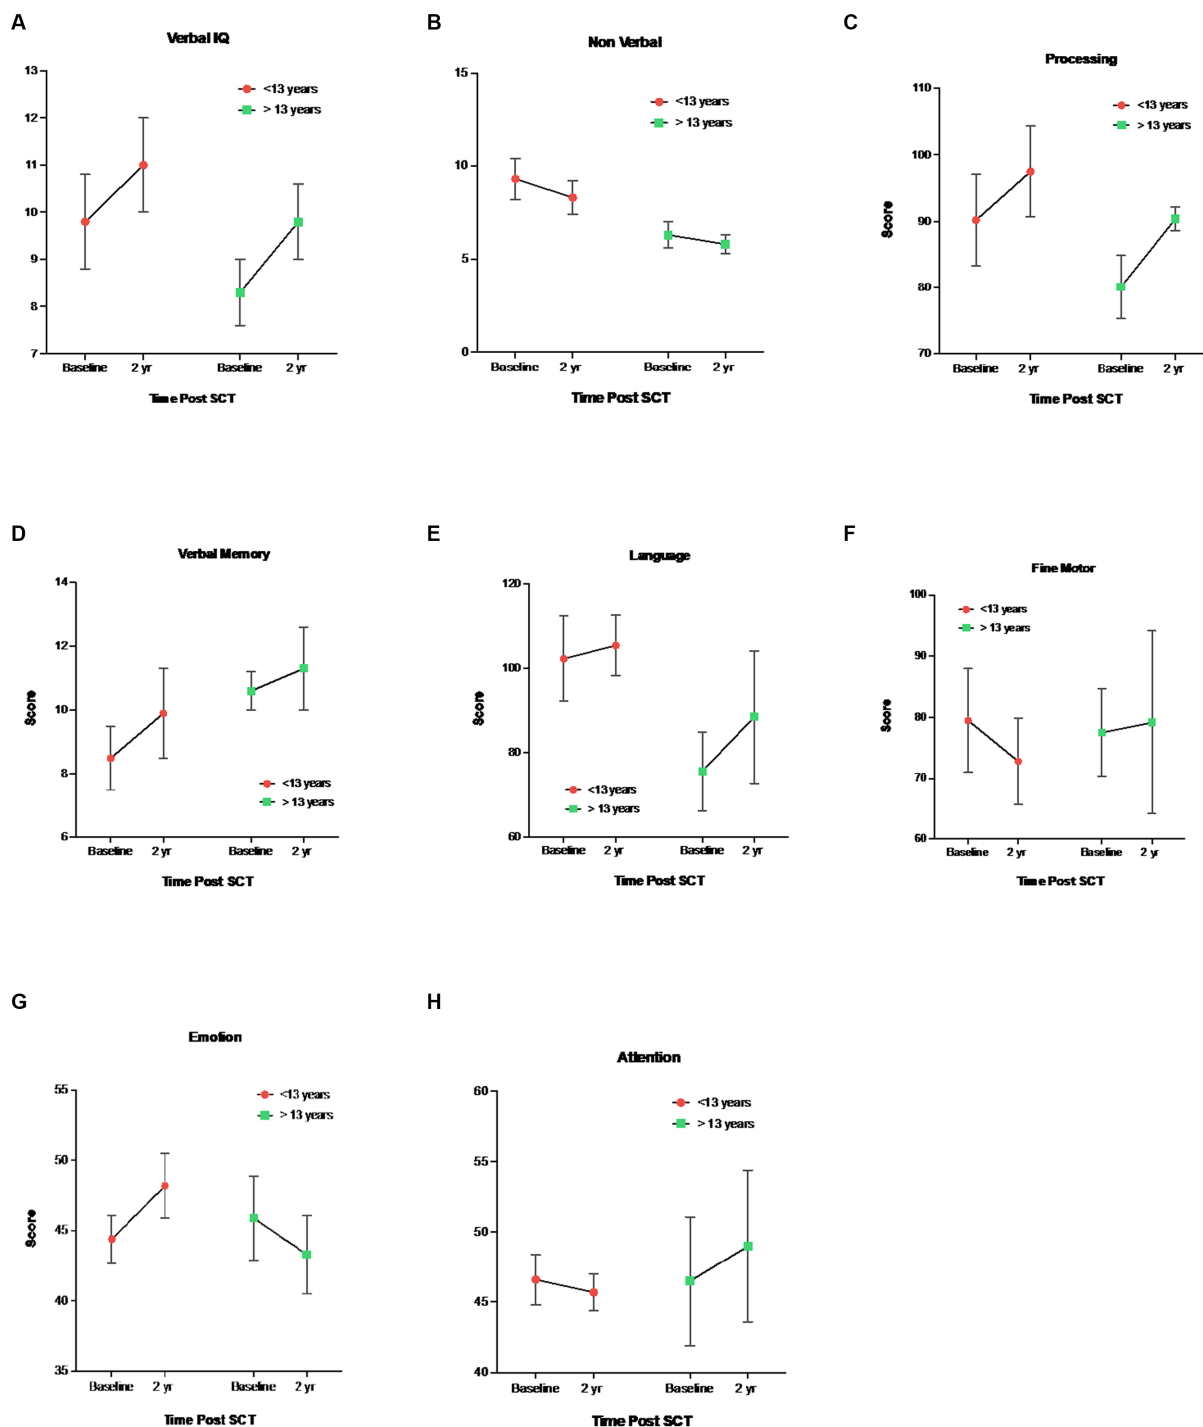 A
Verbal IQ
13
12
11
10
9
8
7
<13 years
> 13 years
Baseline 2 yr Baseline 2 yr
Time Post SCT
B
Non Verbal
15
10
5
0
<13 years
> 13 years
Baseline 2 yr Baseline 2 yr
Time Post SCT
C
Processing
110
100
90
80
70
Score
<13 years
> 13 years
Baseline 2 yr Baseline 2 yr
Time Post SCT
D
Verbal Memory
14
12
10
8
6
Score
<13 years
> 13 years
Baseline 2 yr Baseline 2 yr
Time Post SCT
E
Language
120
100
80
60
Score
<13 years
> 13 years
Baseline 2 yr Baseline 2 yr
Time Post SCT
F
Fine Motor
100
90
80
70
60
Score
<13 years
> 13 years
Baseline 2 yr Baseline 2 yr
Time Post SCT
G
Emotion
55
50
45
40
35
Score
<13 years
> 13 years
Baseline 2 yr Baseline 2 yr
Time Post SCT
H
Attention
60
55
50
45
40
<13 years
> 13 years
Baseline 2 yr Baseline 2 yr
Time Post SCT